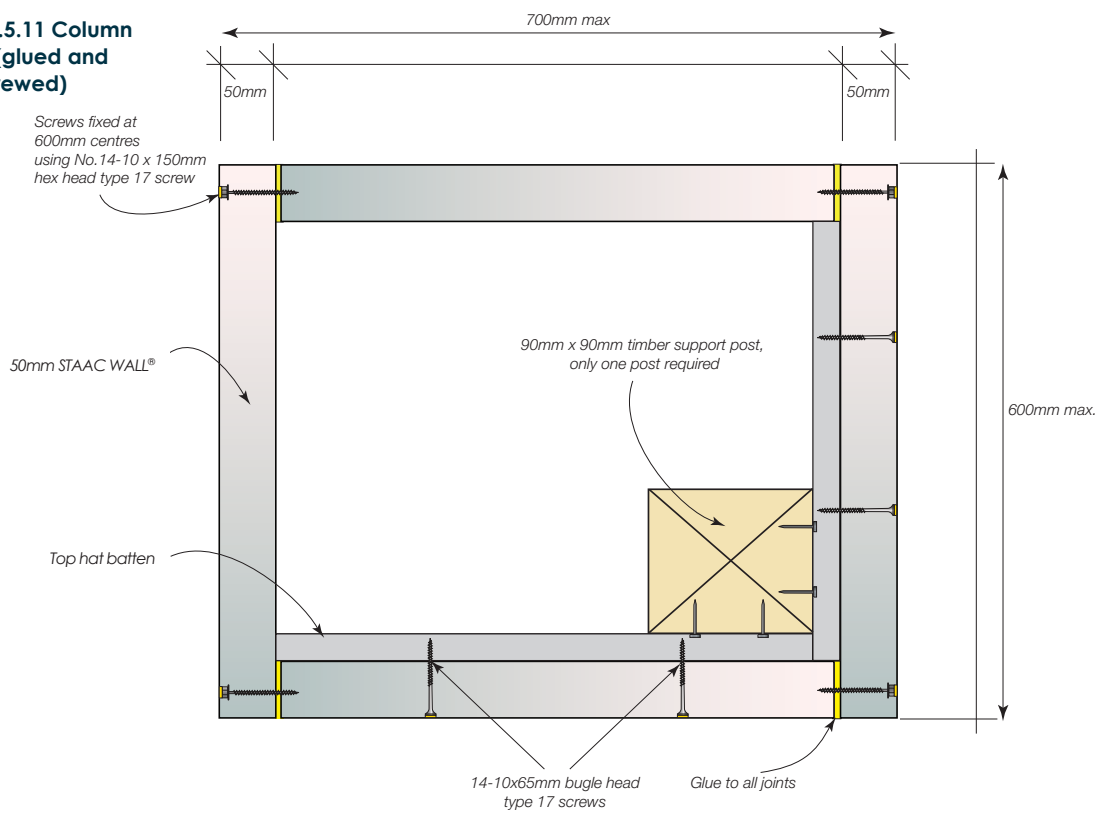 .5.11 Column
(glued and
ewed)
700mm max
50mm
50mm
Screws fixed at
600mm centres
using No.14-10 x 150mm
hex head type 17 screw
50mm STAAC WALL®
90mm x 90mm timber support post,
only one post required
600mm max.
Top hat batten
14-10x65mm bugle head
type 17 screws
Glue to all joints